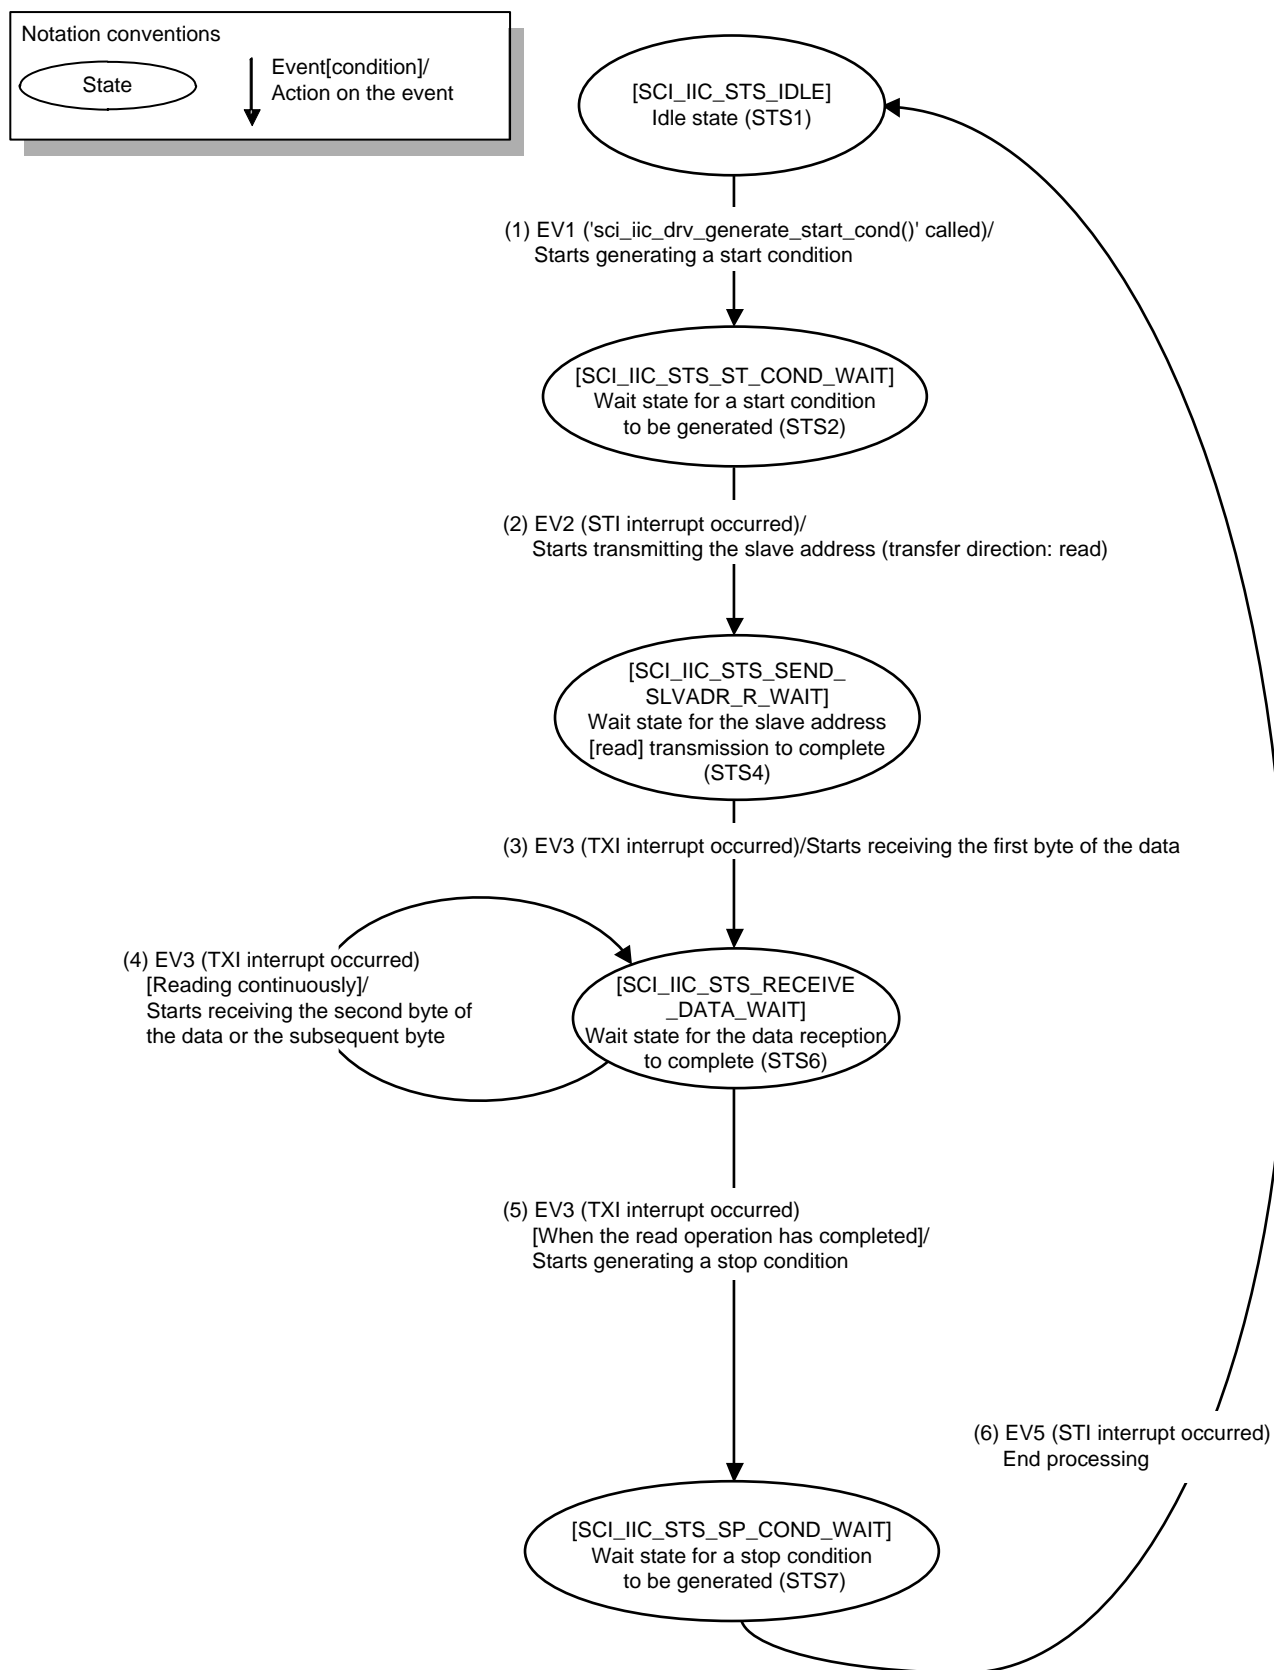 Notation conventions
State
Event[condition]/
Action on the event
[SCI_IIC_STS_IDLE]
Idle state (STS1)
(1) EV1 ('sci_iic_drv_generate_start_cond()' called)/
Starts generating a start condition
[SCI_IIC_STS_ST_COND_WAIT]
Wait state for a start condition
to be generated (STS2)
(2) EV2 (STI interrupt occurred)/
Starts transmitting the slave address (transfer direction: read)
[SCI_IIC_STS_SEND_
SLVADR_R_WAIT]
Wait state for the slave address
[read] transmission to complete
(STS4)
(3) EV3 (TXI interrupt occurred)/Starts receiving the first byte of the data
(4) EV3 (TXI interrupt occurred)
[Reading continuously]/
Starts receiving the second byte of
the data or the subsequent byte
[SCI_IIC_STS_RECEIVE
_DATA_WAIT]
Wait state for the data reception
to complete (STS6)
(5) EV3 (TXI interrupt occurred)
[When the read operation has completed]/
Starts generating a stop condition
(6) EV5 (STI interrupt occurred)
End processing
[SCI_IIC_STS_SP_COND_WAIT]
Wait state for a stop condition
to be generated (STS7)